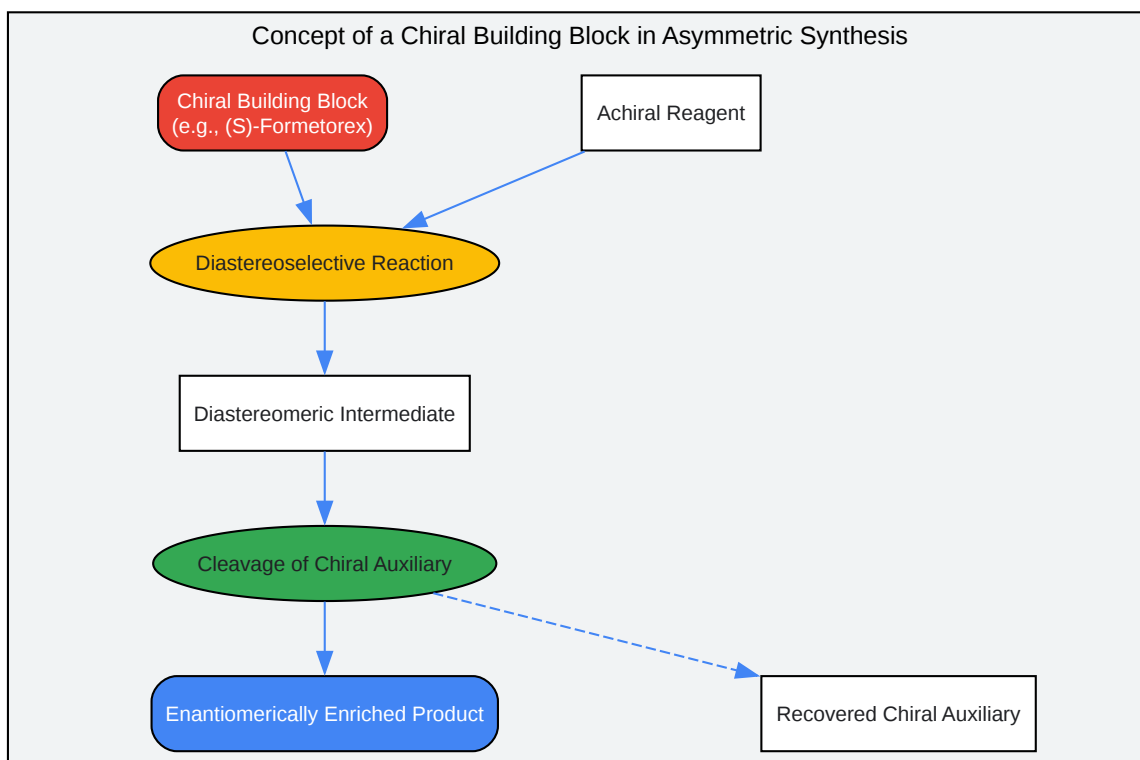 Concept of a Chiral Building Block in Asymmetric Synthesis
Chiral Building Block
(e.g., (S)-Formetorex)
Achiral Reagent
Diastereoselective Reaction
Diastereomeric Intermediate
Cleavage of Chiral Auxiliary
Enantiomerically Enriched Product
Recovered Chiral Auxiliary